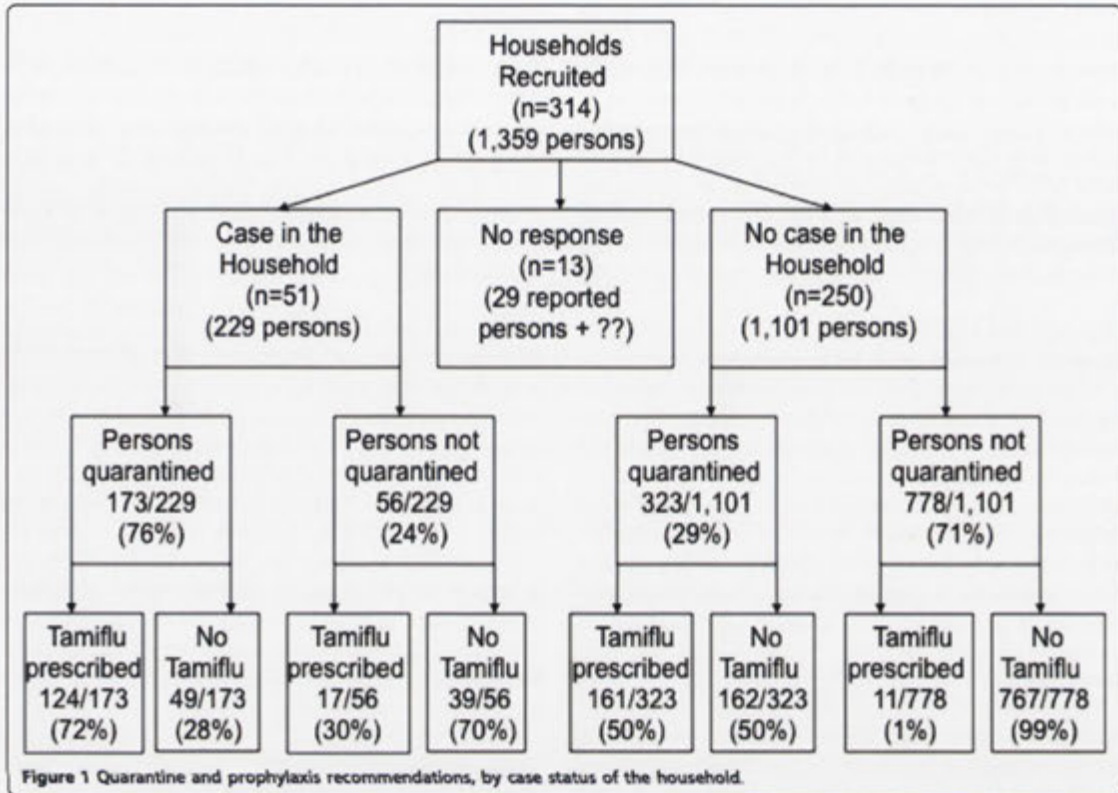 Households
Recruited
(n=314)
(1,359 persons)
Case in the
Household
(n=51)
(229 persons)
No response
(n=13)
(29 reported
persons + ??)
No case in the
Household
(n=250)
(1,101 persons)
Persons
quarantined
173/229
(76%)
Persons not
quarantined
56/229
(24%)
Persons
quarantined
323/1,101
(29%)
Persons not
quarantined
778/1,101
(71%)
Tamiflu
prescribed
124/173
(72%)
No
Tamiflu
49/173
(28%)
Tamiflu
prescribed
17/56
(30%)
No
Tamiflu
39/56
(70%)
Tamiflu
prescribed
161/323
(50%)
No
Tamiflu
162/323
(50%)
Tamiflu
prescribed
11/778
(1%)
No
Tamiflu
767/778
(99%)
Figure 1 Quarantine and prophylaxis recommendations, by case status of the household.